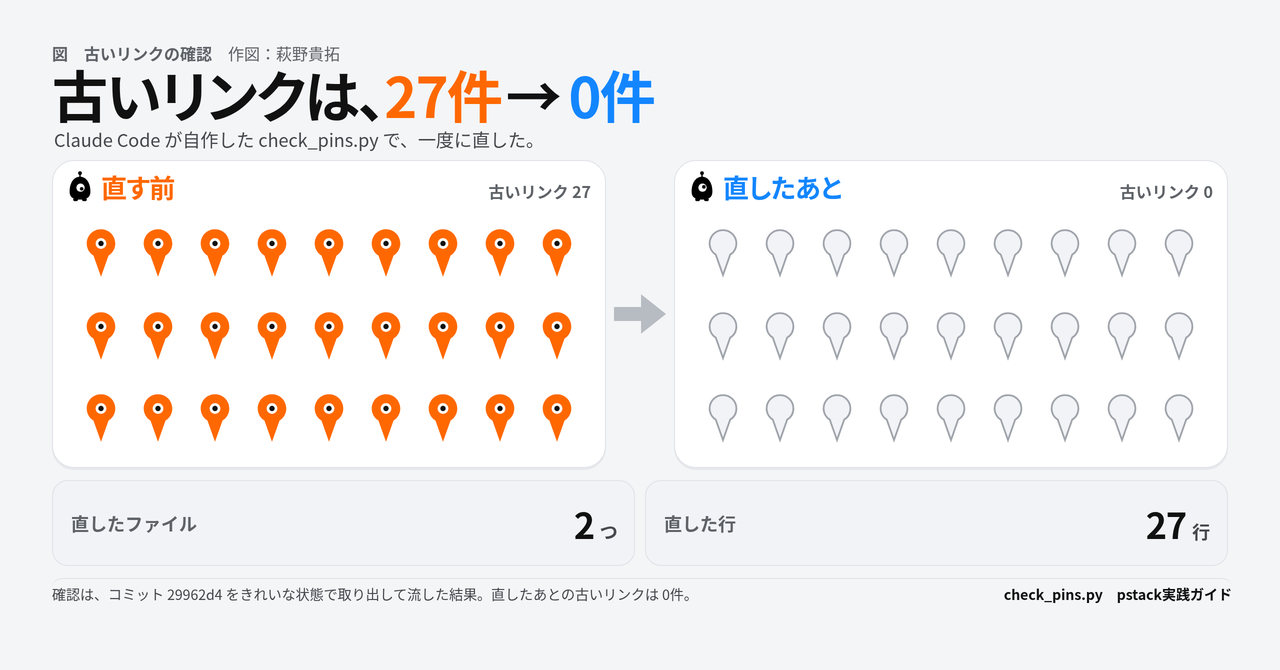 図　古いリンクの確認　作図：萩野貴拓
古いリンクは、27件→0件
Claude Code が自作した check_pins.py で、一度に直した。
直す前
古いリンク 27
直したあと
古いリンク 0
直したファイル
2つ
直した行
27行
確認は、コミット 29962d4 をきれいな状態で取り出して流した結果。直したあとの古いリンクは 0件。
check_pins.py　pstack実践ガイド